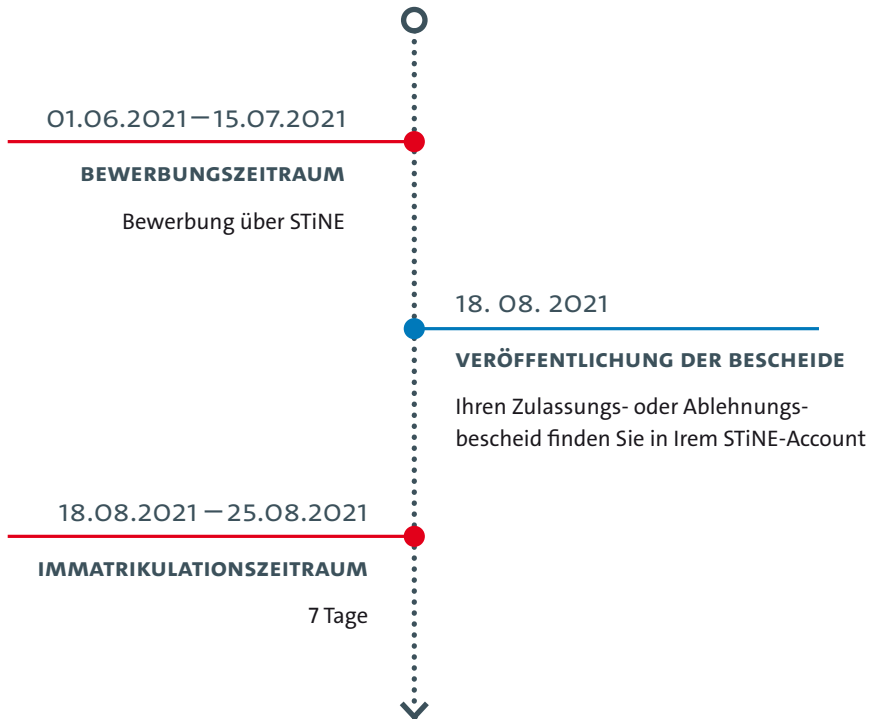 01.06.2021–15.07.2021
BEWERBUNGSZEITRAUM
Bewerbung über STiNE
18. 08. 2021
VERÖFFENTLICHUNG DER BESCHEIDE
Ihren Zulassungs- oder Ablehnungs-
bescheid finden Sie in Irem STiNE-Account
18.08.2021 –25.08.2021
IMMATRIKULATIONSZEITRAUM
7 Tage